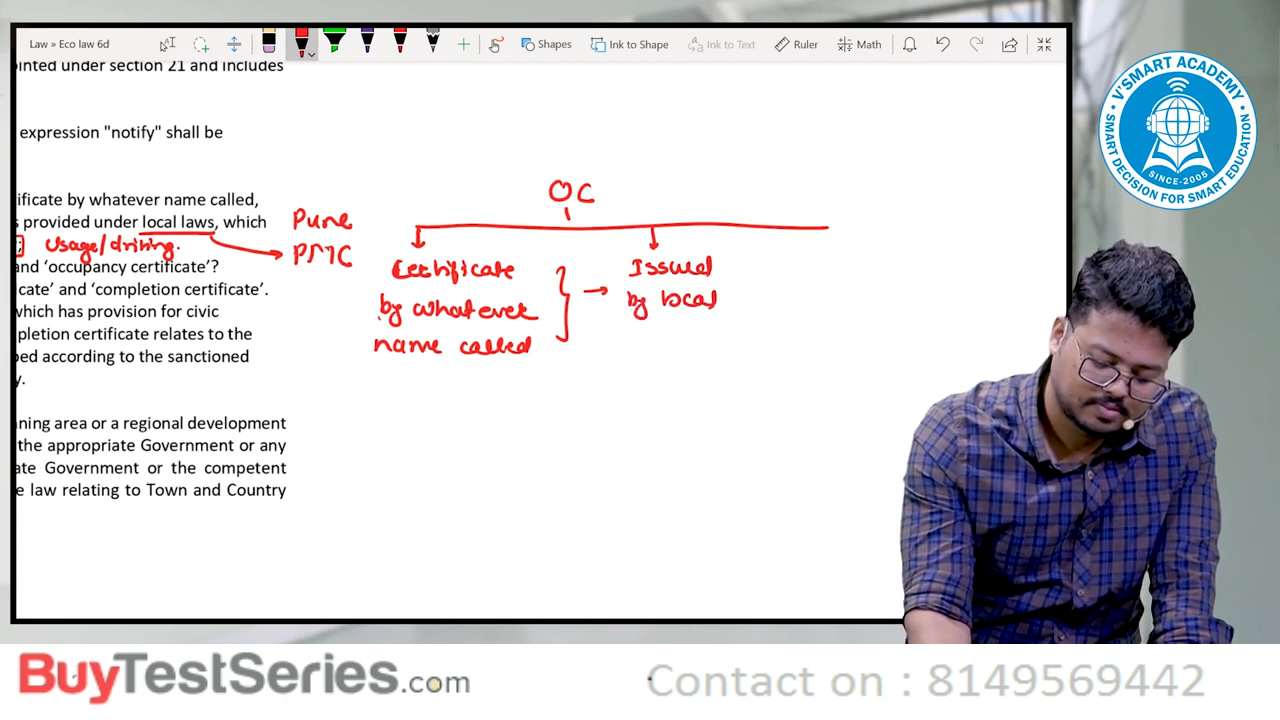 Law » Eco law 6d
Shapes
Ink to Shape
Ink to Text
Ruler
Math
inted under section 21 and includes
expression "notify" shall be
ificate by whatever name called,
s provided under local laws, which
Usage/drining.
and 'occupancy certificate'?
icate' and 'completion certificate'.
which has provision for civic
pletion certificate relates to the
ped according to the sanctioned
y.
ning area or a regional development
the appropriate Government or any
ate Government or the competent
e law relating to Town and Country
Pune
PMC
OC
Certificate
by whatever
name called
Issued
by local
V'SMART ACADEMY
SMART DECISION FOR SMART EDUCATION
SINCE-2005
BuyTestSeries.com
Contact on : 8149569442